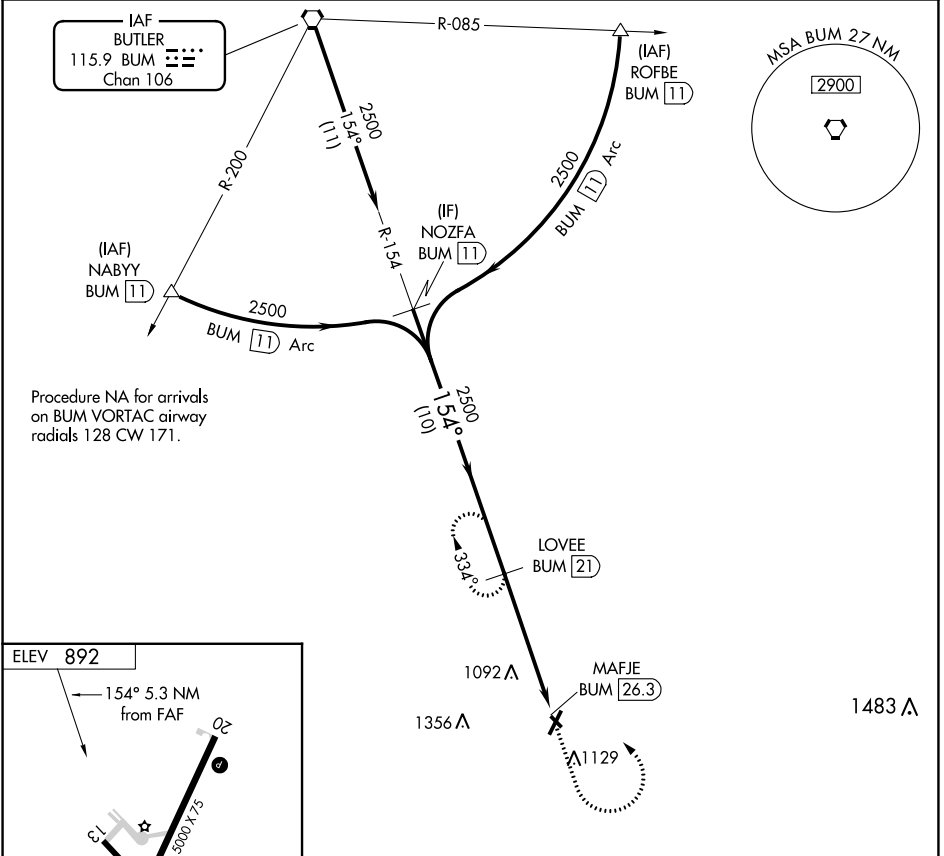 IAF
BUTLER
115.9 BUM
Chan 106
R-085
(IAF)
ROFBE
BUM 11
MSA BUM 27 NM
2900
2500
154°
(11)
R-200
2500
BUM 11 Arc
(IF)
NOZFA
BUM 11
R-154
(IAF)
NABYY
BUM 11
2500
BUM 11 Arc
Procedure NA for arrivals
on BUM VORTAC airway
radials 128 CW 171.
2500
154°
(10)
334°
LOVEE
BUM 21
1092
MAFJE
BUM 26.3
1356
1483
1129
ELEV 892
154° 5.3 NM
from FAF
20
P
5000 X 75
13